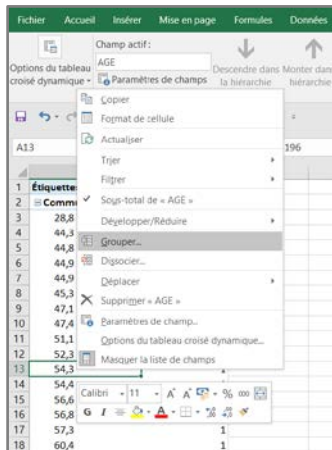 Fichier Accueil Insérer Mise en page Formules Données
Champ actif :
AGE
Options du tableau croisé dynamique
Paramètres de champs
Descendre dans la hiérarchie
Monter dans hiérarchie
A13
196
Copier
Format de cellule
Actualiser
Trier
Filtrer
Sous-total de « AGE »
Développer/Réduire
Grouper...
Dissocier...
Déplacer
Supprimer « AGE »
Paramètres de champ...
Options du tableau croisé dynamique...
Masquer la liste de champs
1 Étiquettes
2 Commu
3 28,8
4 44,3
5 44,8
6 44,9
7 44,9
8 45,3
9 47,1
10 47,4
11 51,1
12 52,3
13 54,3 1
14 54,4
15 56,6
16 56,8
17 57,3 1
18 60,4 1
Calibri 11 A A % 000
G I A